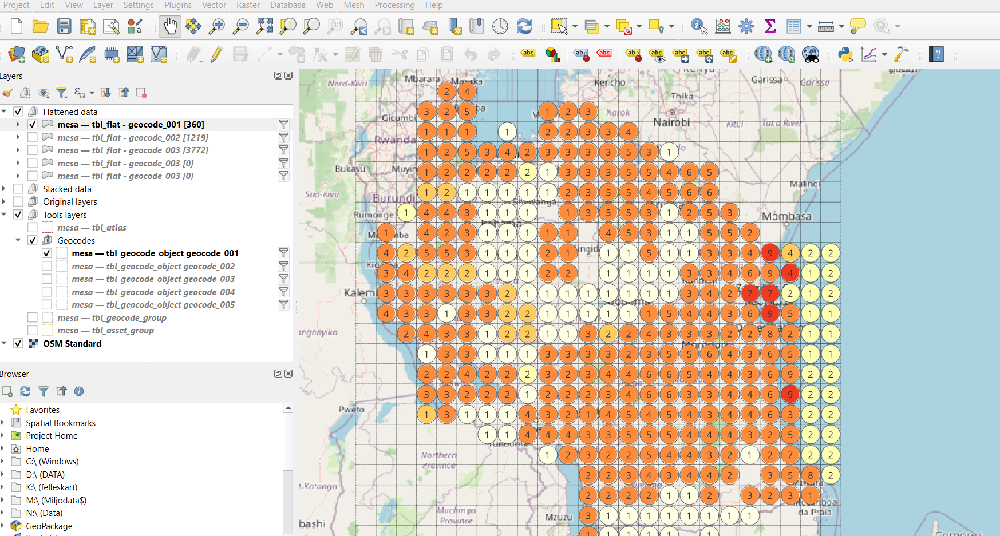 Project Edit View Layer Settings Plugins Vector Raster Database Web Mesh Processing Help
Layers
Flattened data
mesa — tbl_flat - geocode_001 [360]
mesa — tbl_flat - geocode_002 [1219]
mesa — tbl_flat - geocode_003 [3772]
mesa — tbl_flat - geocode_003 [0]
mesa — tbl_flat - geocode_003 [0]
Stacked data
Original layers
Tools layers
mesa — tbl_atlas
Geocodes
mesa — tbl_geocode_object geocode_001
mesa — tbl_geocode_object geocode_002
mesa — tbl_geocode_object geocode_003
mesa — tbl_geocode_object geocode_004
mesa — tbl_geocode_object geocode_005
mesa — tbl_geocode_group
mesa — tbl_asset_group
OSM Standard
Browser
Favorites
Spatial Bookmarks
Project Home
Home
C:\ (Windows)
D:\ (DATA)
K:\ (felleskart)
M:\ (Miljodata$)
N:\ (Data)
GeoPackage
Mbarara Masaka Kericho Garissa Garissa
Nord-Kivu Thika
2 4
3 2 5 1 2 3 Narok
Gicumbi Nairobi Kitui Tana River
1 1 1 1 2 2 3 3 4
Rwanda
1 2 5 3 4 2 3 3 3 3 5 3 1
Bukavu
1 2 2 2 2 2 1 3 3 3 5 5 4 6 5
Malindi
1 2 1 1 1 1 1 2 3 5 5 4 5 6 6
Sud-Kivu Burundi
Rumonge 1 4 4 3 1 1 1 1 3 5 5 3 1 2 5 3 Mombasa
1 4 2 3 1 1 1 1 1 4 5 3 1 1 5 5 2
4 2 5 5 3 1 1 1 2 1 1 1 5 1 1 3 3 4 9 4 2 2
3 4 2 2 2 1 1 1 2 2 1 1 1 1 3 3 4 6 9 4 1 2
Kalemi 3 3 3 3 3 3 2 1 1 1 1 1 1 1 1 3 4 2 7 7 2 1 2
4 3 3 1 3 3 2 2 1 1 1 1 1 1 5 4 4 3 6 9 5 1 1
2 4 3 3 1 2 2 1 1 3 2 2 4 3 3 3 2 2 8 2 1 1
1 3 3 1 1 1 3 3 3 3 2 3 5 5 6 4 3 6 5 1 1
2 2 4 2 2 2 3 2 3 4 4 6 6 5 4 4 3 6 9 2 2
3 3 2 2 2 1 2 2 2 3 4 6 6 3 3 4 4 6 9 2 2
Pweto
1 3 1 1 1 4 3 2 1 4 5 4 5 4 3 4 4 6 3 2 2
1 1 4 4 4 3 3 5 5 5 4 4 4 3 2 5 2 2
Tunduma
Northern
Province
1 2 3 2 2 5 4 4 3 2 1 2 7 2 2
2 2 3 4 3 4 4 2 3 5 8 2
2 2 2 2 1 1 2 3 2 3 1
Muchinga
Province
da Praia
bashi Mzuzu 3 1 1 1 1 1 1 1 1
1 1 1 1 1 1